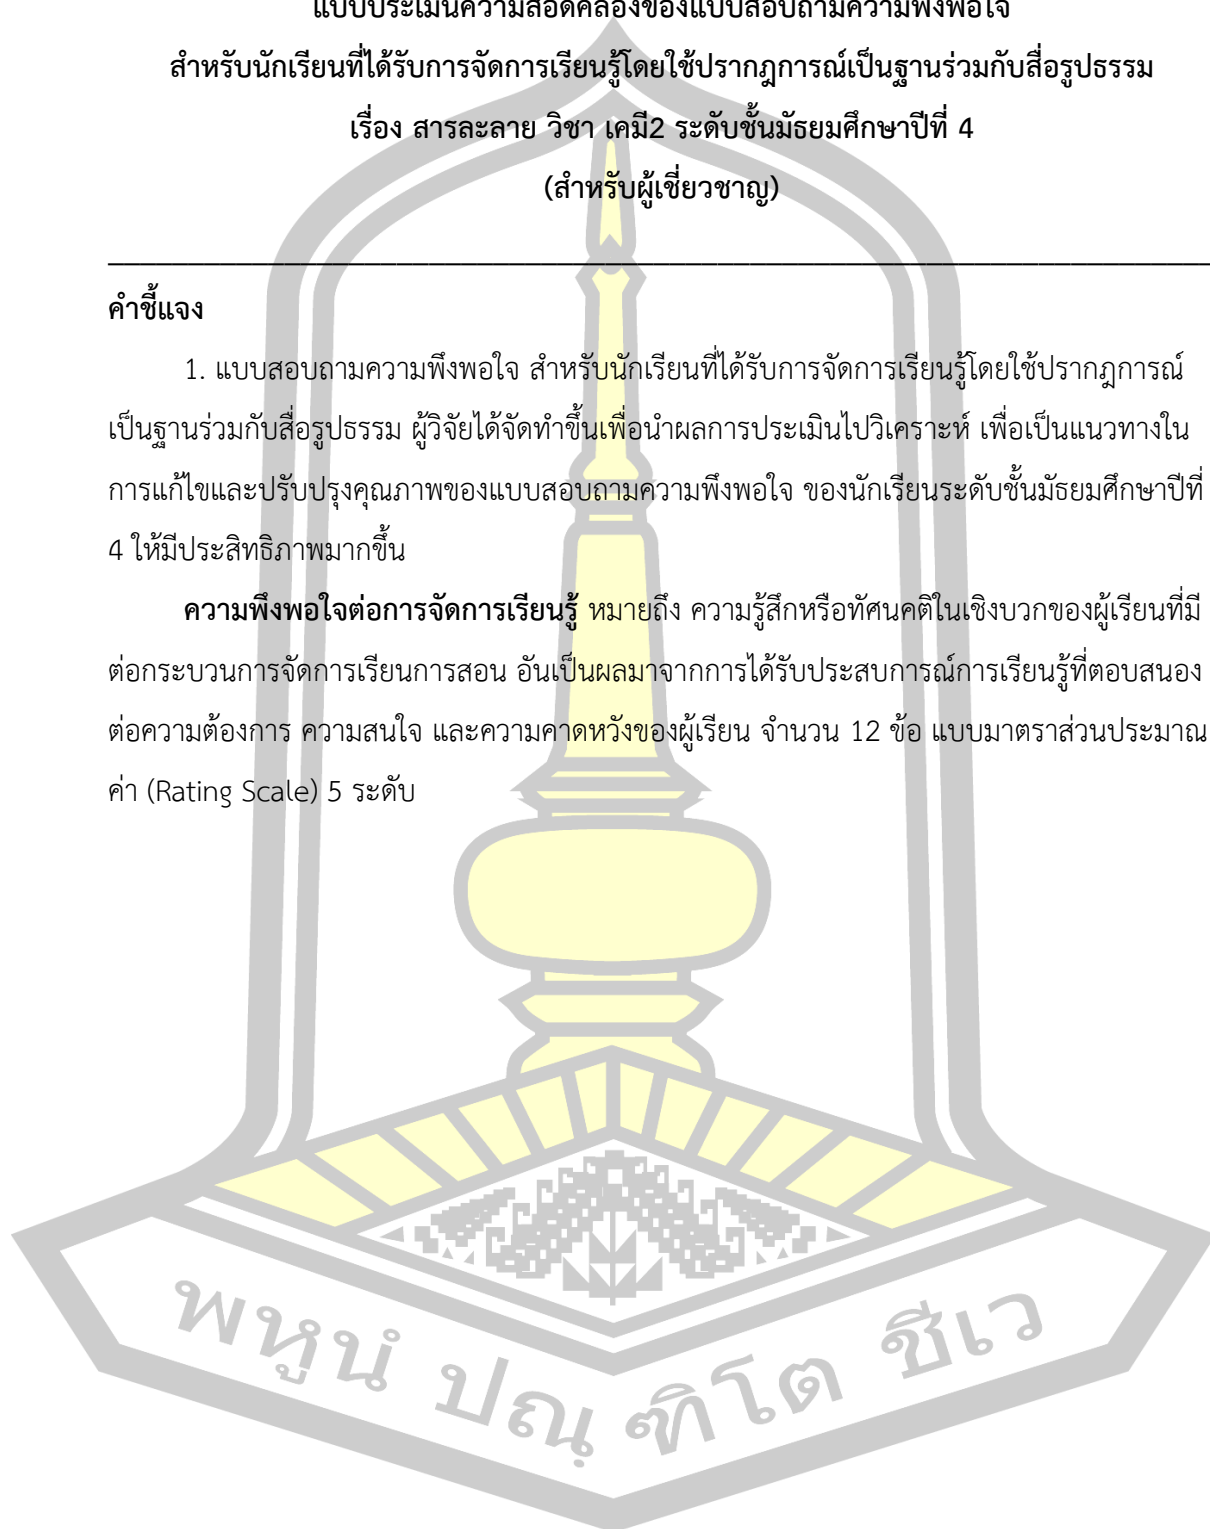 แบบประเมินความสอดคล้องของแบบสอบถามความพึงพอใจ
สำหรับนักเรียนที่ได้รับการจัดการเรียนรู้โดยใช้ปรากฏการณ์เป็นฐานร่วมกับสื่อรูปธรรม
เรื่อง สารละลาย วิชา เคมี2 ระดับชั้นมัธยมศึกษาปีที่ 4
(สำหรับผู้เชี่ยวชาญ)
คำชี้แจง
1. แบบสอบถามความพึงพอใจ สำหรับนักเรียนที่ได้รับการจัดการเรียนรู้โดยใช้ปรากฏการณ์
เป็นฐานร่วมกับสื่อรูปธรรม ผู้วิจัยได้จัดทำขึ้นเพื่อนำผลการประเมินไปวิเคราะห์ เพื่อเป็นแนวทางใน
การแก้ไขและปรับปรุงคุณภาพของแบบสอบถามความพึงพอใจ ของนักเรียนระดับชั้นมัธยมศึกษาปีที่
4 ให้มีประสิทธิภาพมากขึ้น
ความพึงพอใจต่อการจัดการเรียนรู้ หมายถึง ความรู้สึกหรือทัศนคติในเชิงบวกของผู้เรียนที่มี
ต่อกระบวนการจัดการเรียนการสอน อันเป็นผลมาจากการได้รับประสบการณ์การเรียนรู้ที่ตอบสนอง
ต่อความต้องการ ความสนใจ และความคาดหวังของผู้เรียน จำนวน 12 ข้อ แบบมาตราส่วนประมาณ
ค่า (Rating Scale) 5 ระดับ
พหูนํ ปณฺ ฑิโต ชีเว